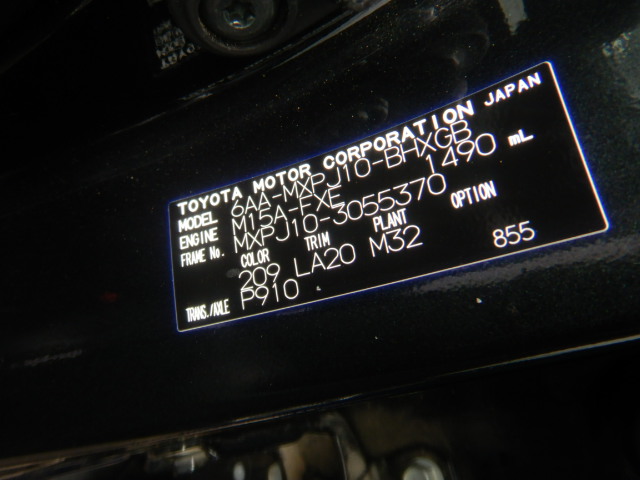 TOYOTA MOTOR CORPORATION JAPAN
MODEL 6AA-MXPJ10-BHXGB
ENGINE M15A-FXE 1490 mL
FRAME No. MXPJ10-3055370
COLOR TRIM PLANT OPTION
209 LA20 M32 855
TRANS./AXLE P910